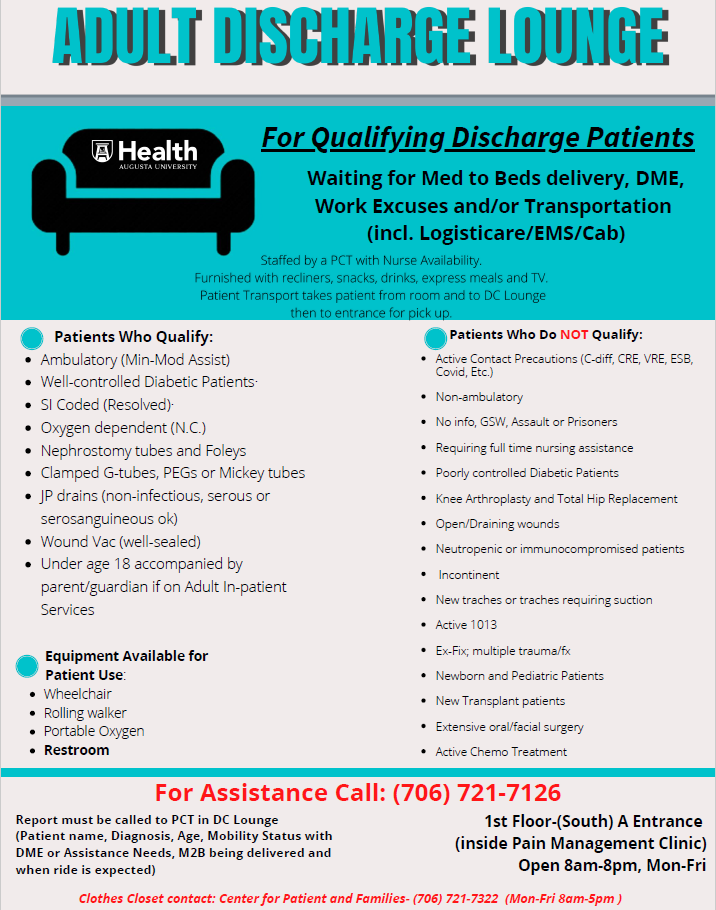 ADULT DISCHARGE LOUNGE
Health
AUGUSTA UNIVERSITY
For Qualifying Discharge Patients
Waiting for Med to Beds delivery, DME,
Work Excuses and/or Transportation
(incl. Logisticare/EMS/Cab)
Staffed by a PCT with Nurse Availability.
Furnished with recliners, snacks, drinks, express meals and TV.
Patient Transport takes patient from room and to DC Lounge
then to entrance for pick up.
Patients Who Qualify:
• Ambulatory (Min-Mod Assist)
• Well-controlled Diabetic Patients·
• SI Coded (Resolved)·
• Oxygen dependent (N.C.)
• Nephrostomy tubes and Foleys
• Clamped G-tubes, PEGs or Mickey tubes
• JP drains (non-infectious, serous or
serosanguineous ok)
• Wound Vac (well-sealed)
• Under age 18 accompanied by
parent/guardian if on Adult In-patient
Services
Equipment Available for
Patient Use:
• Wheelchair
• Rolling walker
• Portable Oxygen
• Restroom
Patients Who Do NOT Qualify:
• Active Contact Precautions (C-diff, CRE, VRE, ESB,
Covid, Etc.)
• Non-ambulatory
• No info, GSW, Assault or Prisoners
• Requiring full time nursing assistance
• Poorly controlled Diabetic Patients
• Knee Arthroplasty and Total Hip Replacement
• Open/Draining wounds
• Neutropenic or immunocompromised patients
• Incontinent
• New traches or traches requiring suction
• Active 1013
• Ex-Fix; multiple trauma/fx
• Newborn and Pediatric Patients
• New Transplant patients
• Extensive oral/facial surgery
• Active Chemo Treatment
For Assistance Call: (706) 721-7126
Report must be called to PCT in DC Lounge
(Patient name, Diagnosis, Age, Mobility Status with
DME or Assistance Needs, M2B being delivered and
when ride is expected)
1st Floor-(South) A Entrance
(inside Pain Management Clinic)
Open 8am-8pm, Mon-Fri
Clothes Closet contact: Center for Patient and Families- (706) 721-7322 (Mon-Fri 8am-5pm )